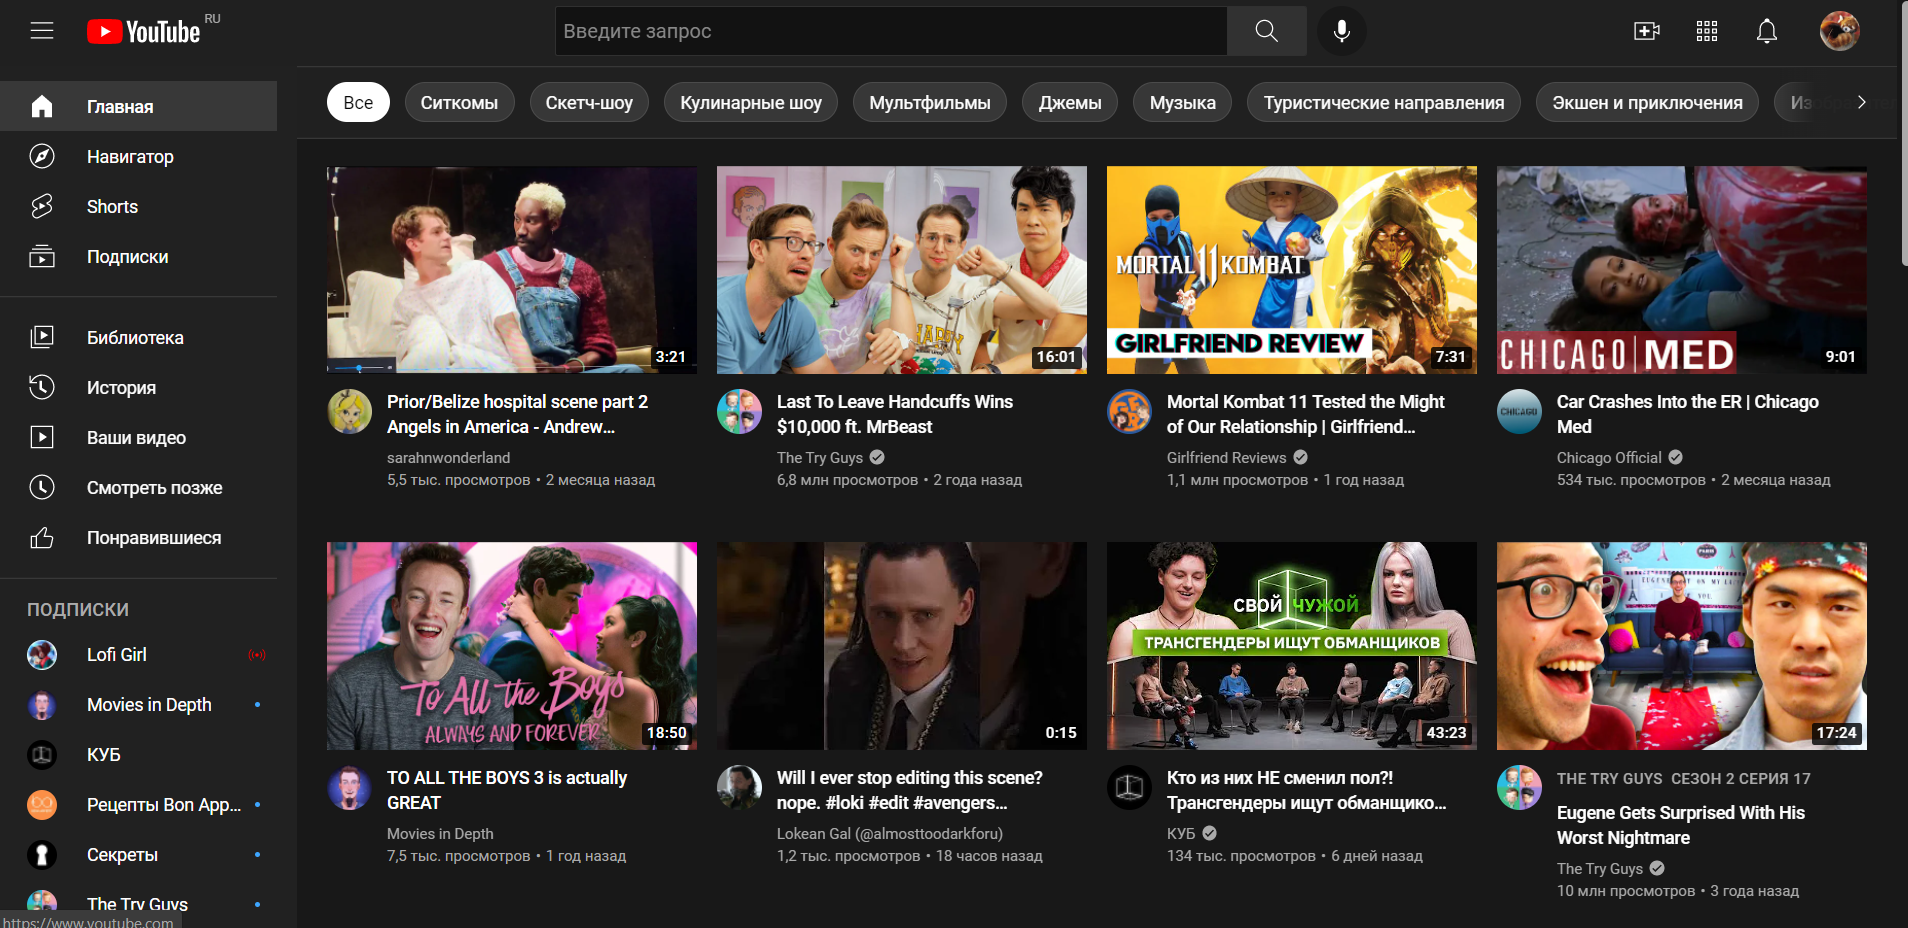 YouTube RU
Введите запрос
Главная
Навигатор
Shorts
Подписки
Библиотека
История
Ваши видео
Смотреть позже
Понравившиеся
ПОДПИСКИ
Lofi Girl
Movies in Depth
КУБ
Рецепты Bon App...
Секреты
The Try Guys
https://www.youtube.com
Все
Ситкомы
Скетч-шоу
Кулинарные шоу
Мультфильмы
Джемы
Музыка
Туристические направления
Экшен и приключения
3:21
Prior/Belize hospital scene part 2
Angels in America - Andrew...
sarahnwonderland
5,5 тыс. просмотров • 2 месяца назад
HAPPY
16:01
Last To Leave Handcuffs Wins
$10,000 ft. MrBeast
The Try Guys
6,8 млн просмотров • 2 года назад
MORTAL 11 KOMBAT
GIRLFRIEND REVIEW
7:31
Mortal Kombat 11 Tested the Might
of Our Relationship | Girlfriend...
Girlfriend Reviews
1,1 млн просмотров • 1 год назад
CHICAGO | MED
9:01
CHICAGO
Car Crashes Into the ER | Chicago
Med
Chicago Official
534 тыс. просмотров • 2 месяца назад
To All the Boys
ALWAYS AND FOREVER
18:50
TO ALL THE BOYS 3 is actually
GREAT
Movies in Depth
7,5 тыс. просмотров • 1 год назад
0:15
Will I ever stop editing this scene?
nope. #loki #edit #avengers...
Lokean Gal (@almosttoodarkforu)
1,2 тыс. просмотров • 18 часов назад
СВОЙ ЧУЖОЙ
ТРАНСГЕНДЕРЫ ИЩУТ ОБМАНЩИКОВ
43:23
Кто из них НЕ сменил пол?!
Трансгендеры ищут обманщико...
КУБ
134 тыс. просмотров • 6 дней назад
17:24
THE TRY GUYS СЕЗОН 2 СЕРИЯ 17
Eugene Gets Surprised With His
Worst Nightmare
The Try Guys
10 млн просмотров • 3 года назад